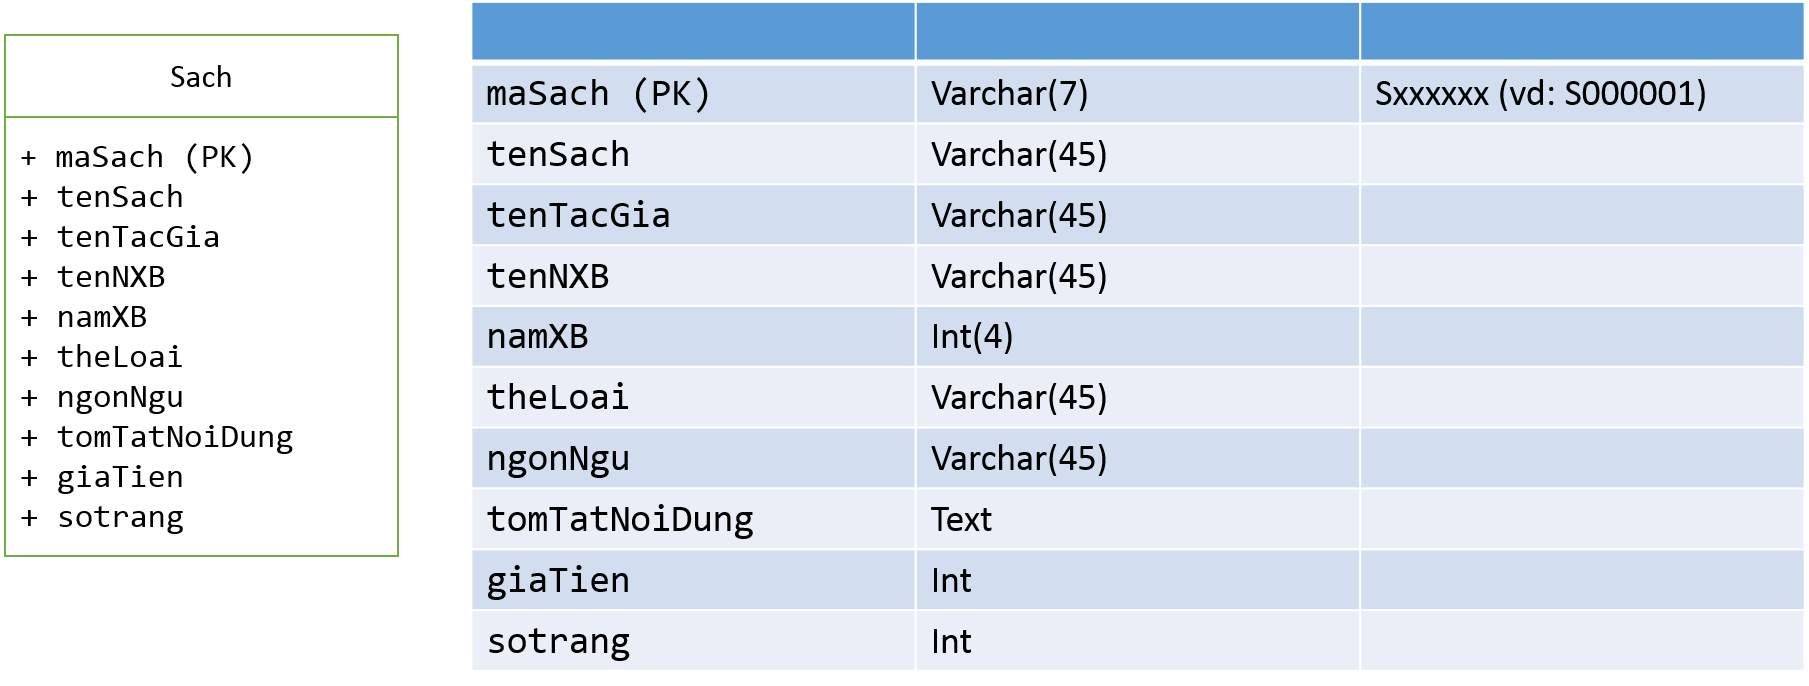 Sach
+ maSach (PK)
+ tenSach
+ tenTacGia
+ tenNXB
+ namXB
+ theLoai
+ ngonNgu
+ tomTatNoiDung
+ giaTien
+ sotrang
maSach (PK) Varchar(7) Sxxxxxx (vd: S000001)
tenSach Varchar(45)
tenTacGia Varchar(45)
tenNXB Varchar(45)
namXB Int(4)
theLoai Varchar(45)
ngonNgu Varchar(45)
tomTatNoiDung Text
giaTien Int
sotrang Int